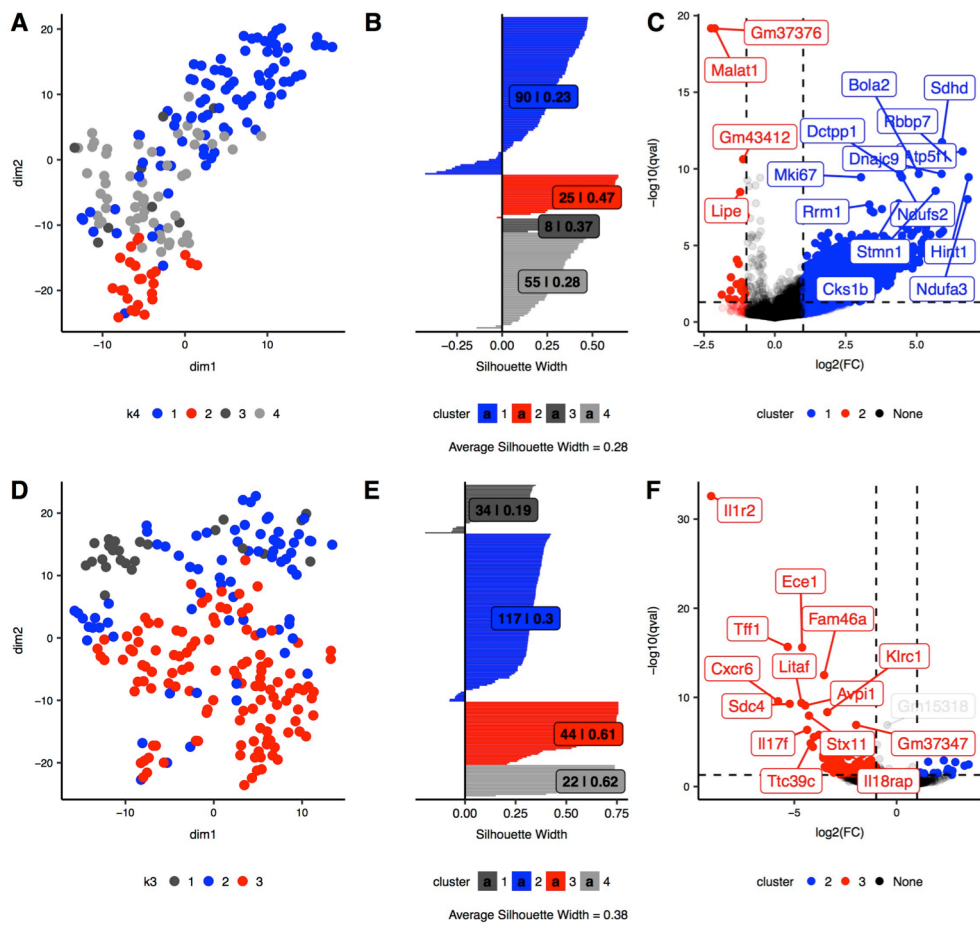 A
20
10
0
−10
−20
dim2
−10
0
10
dim1
k4 1 2 3 4
B
90 | 0.23
25 | 0.47
8 | 0.37
55 | 0.28
−0.25
0.00
0.25
0.50
Silhouette Width
cluster a 1 a 2 a 3 a 4
Average Silhouette Width = 0.28
C
20
15
10
5
0
−log10(qval)
Gm37376
Malat1
Bola2
Sdhd
Gm43412
Dctpp1
Rbbp7
Dnajc9
Atp5f1
Mki67
Lipe
Rrm1
Ndufs2
Stmn1
Hint1
Cks1b
Ndufa3
−2.5
0.0
2.5
5.0
log2(FC)
cluster 1 2 None
D
20
10
0
−10
−20
dim2
−10
0
10
dim1
k3 1 2 3
E
34 | 0.19
117 | 0.3
44 | 0.61
22 | 0.62
0.00
0.25
0.50
0.75
Silhouette Width
cluster a 1 a 2 a 3 a 4
Average Silhouette Width = 0.38
F
30
20
10
0
−log10(qval)
Il1r2
Ece1
Fam46a
Tff1
Klrc1
Cxcr6
Litaf
Avpi1
Sdc4
Gm15318
Il17f
Stx11
Gm37347
Ttc39c
Il18rap
−5
0
log2(FC)
cluster 2 3 None